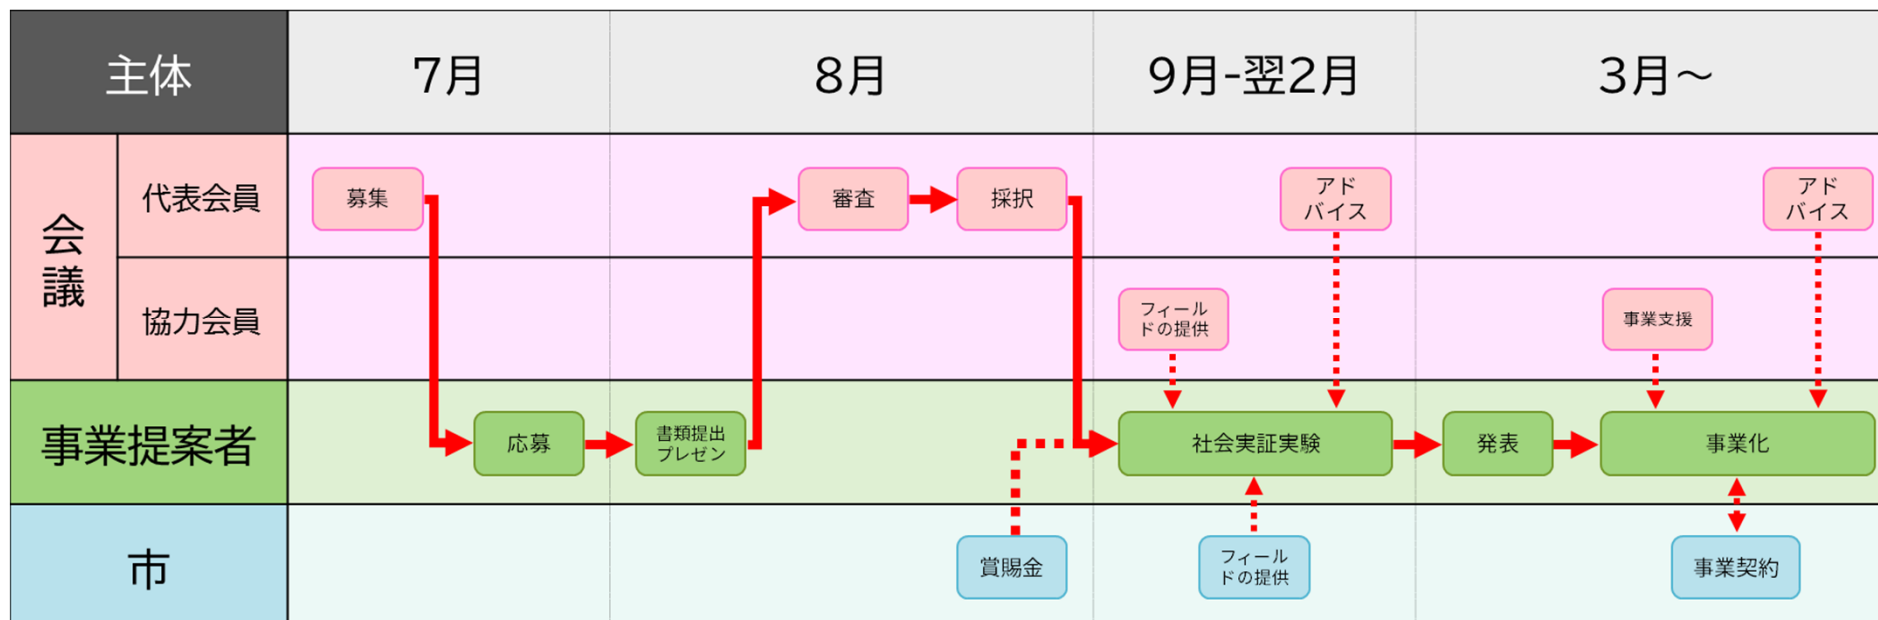 主体
7月
8月
9月-翌2月
3月～
会
議
代表会員
募集
審査
採択
アド
バイス
アド
バイス
協力会員
フィール
ドの提供
事業支援
事業提案者
応募
書類提出
プレゼン
社会実証実験
発表
事業化
市
賞賜金
フィール
ドの提供
事業契約